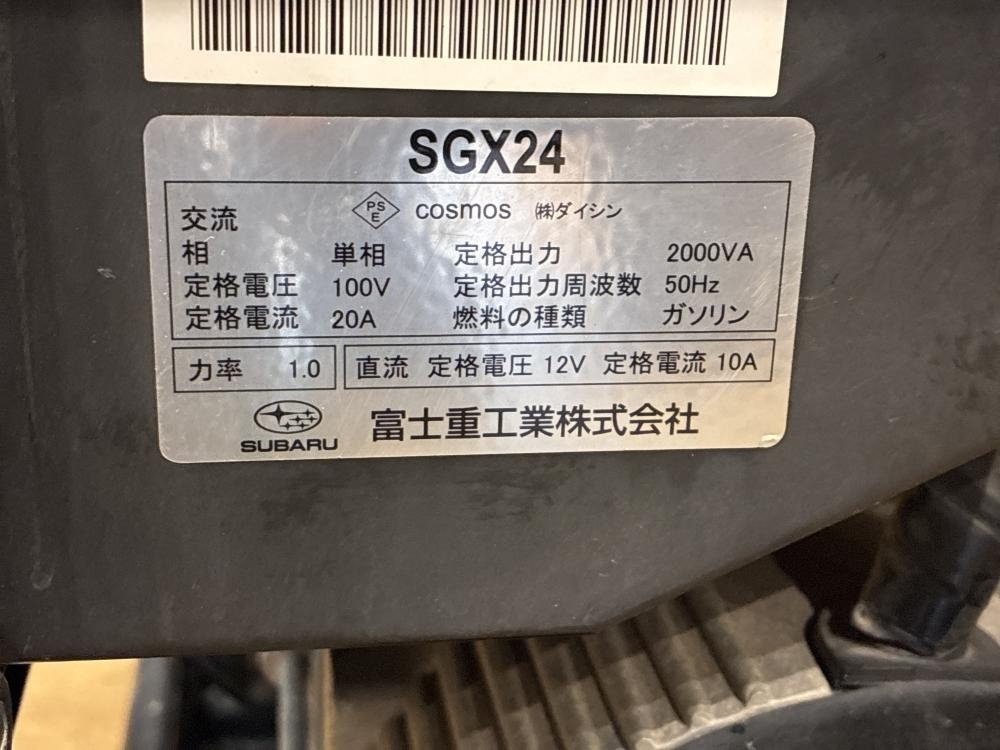 SGX24
交流 PSE cosmos ㈱ダイシン
相 単相 定格出力 2000VA
定格電圧 100V 定格出力周波数 50Hz
定格電流 20A 燃料の種類 ガソリン
力率 1.0 直流 定格電圧 12V 定格電流 10A
SUBARU 富士重工業株式会社